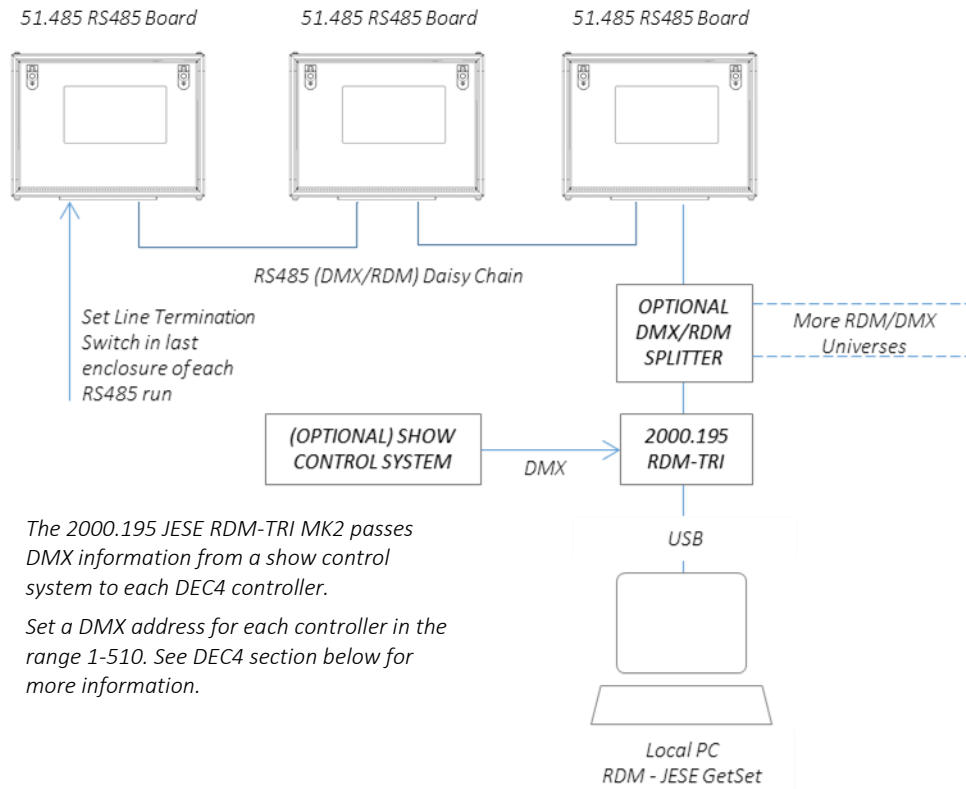 51.485 RS485 Board
51.485 RS485 Board
51.485 RS485 Board
RS485 (DMX/RDM) Daisy Chain
Set Line Termination
Switch in last
enclosure of each
RS485 run
OPTIONAL
DMX/RDM
SPLITTER
More RDM/DMX
Universes
(OPTIONAL) SHOW
CONTROL SYSTEM
DMX
2000.195
RDM-TRI
The 2000.195 JESE RDM-TRI MK2 passes
DMX information from a show control
system to each DEC4 controller.
Set a DMX address for each controller in the
range 1-510. See DEC4 section below for
more information.
USB
Local PC
RDM - JESE GetSet